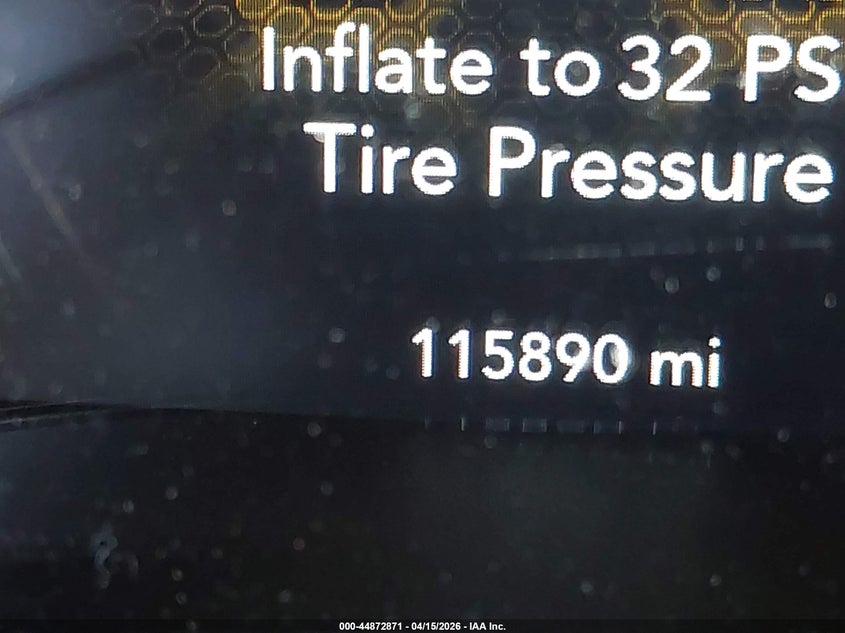 Inflate to 32 PS
Tire Pressure
115890 mi
000-44872871 - 04/15/2026 - IAA Inc.